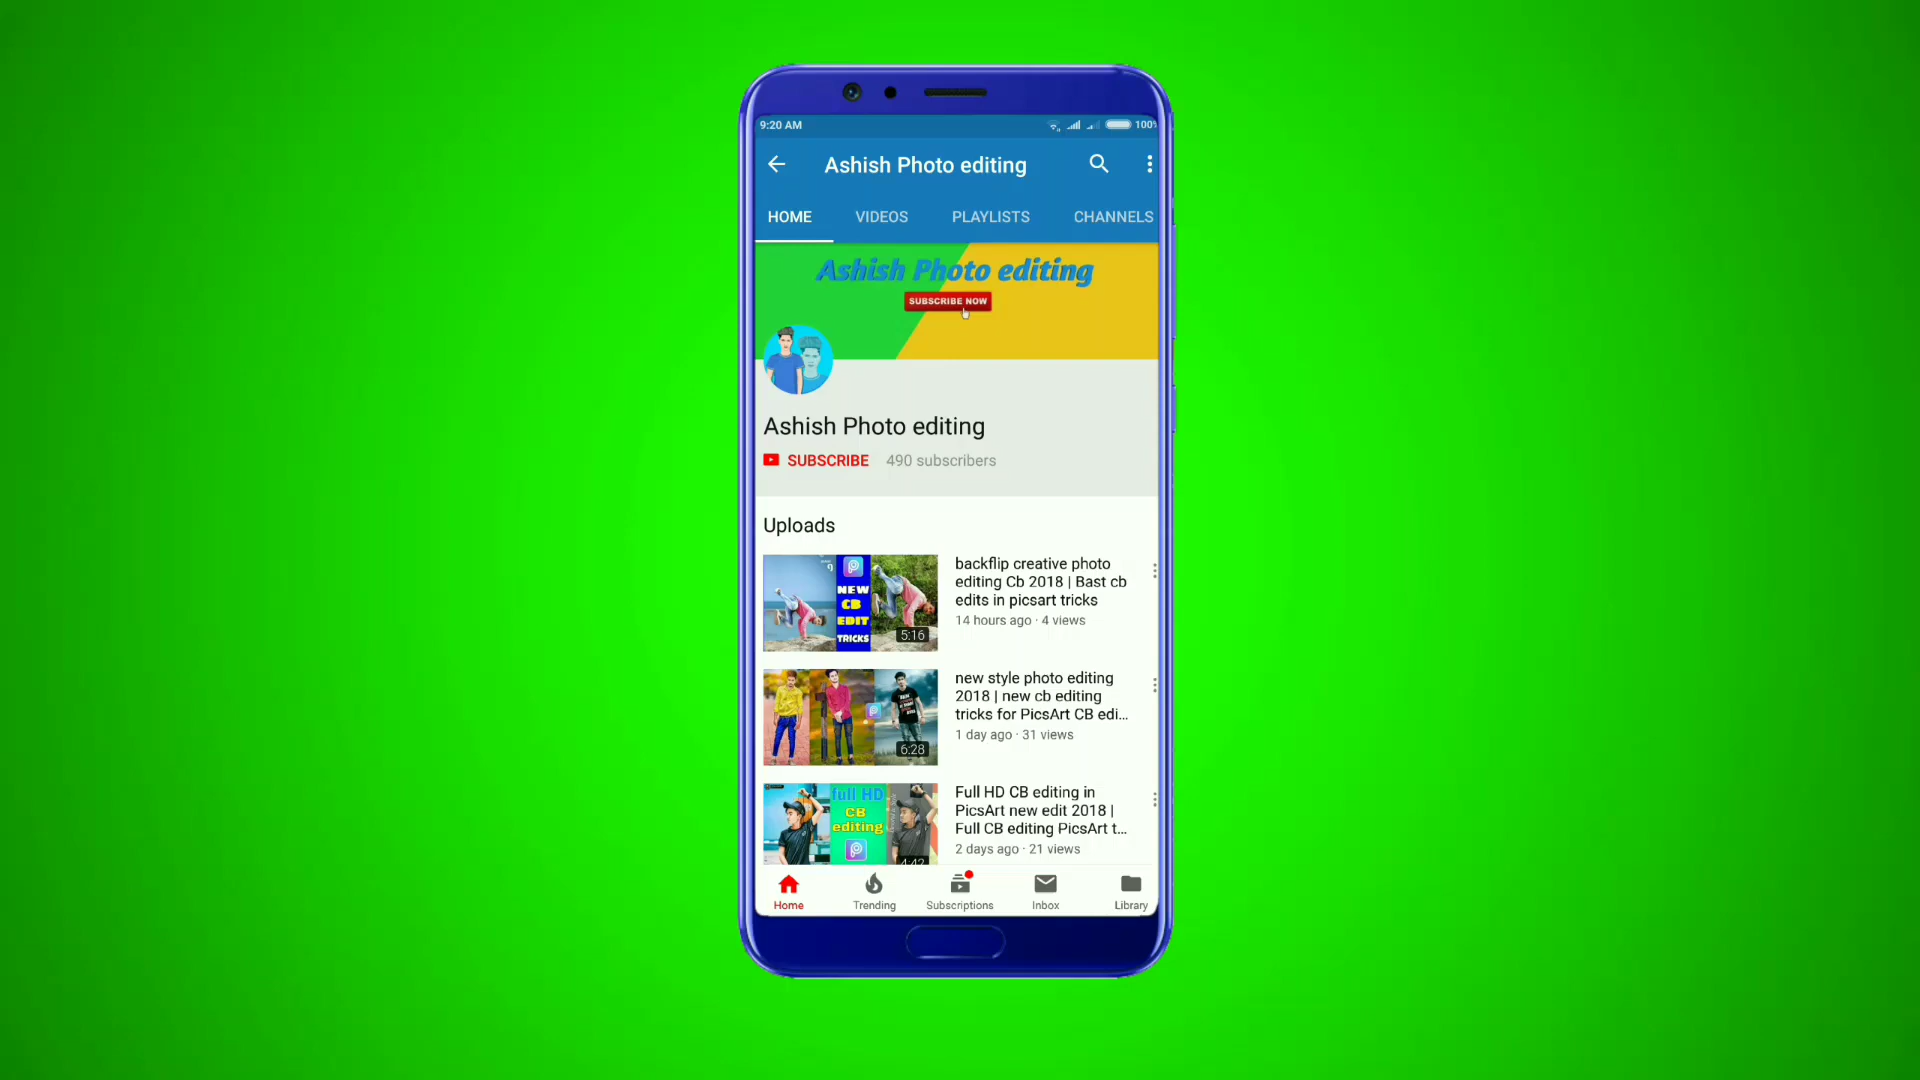 9:20 AM
100%
Ashish Photo editing
HOME VIDEOS PLAYLISTS CHANNELS
Ashish Photo editing
SUBSCRIBE NOW
Ashish Photo editing
SUBSCRIBE 490 subscribers
Uploads
NEW
CB
EDIT
TRICKS
5:16
backflip creative photo
editing Cb 2018 | Bast cb
edits in picsart tricks
14 hours ago · 4 views
6:28
new style photo editing
2018 | new cb editing
tricks for PicsArt CB edi...
1 day ago · 31 views
full HD
CB
editing
4:42
Full HD CB editing in
PicsArt new edit 2018 |
Full CB editing PicsArt t...
2 days ago · 21 views
Home Trending Subscriptions Inbox Library